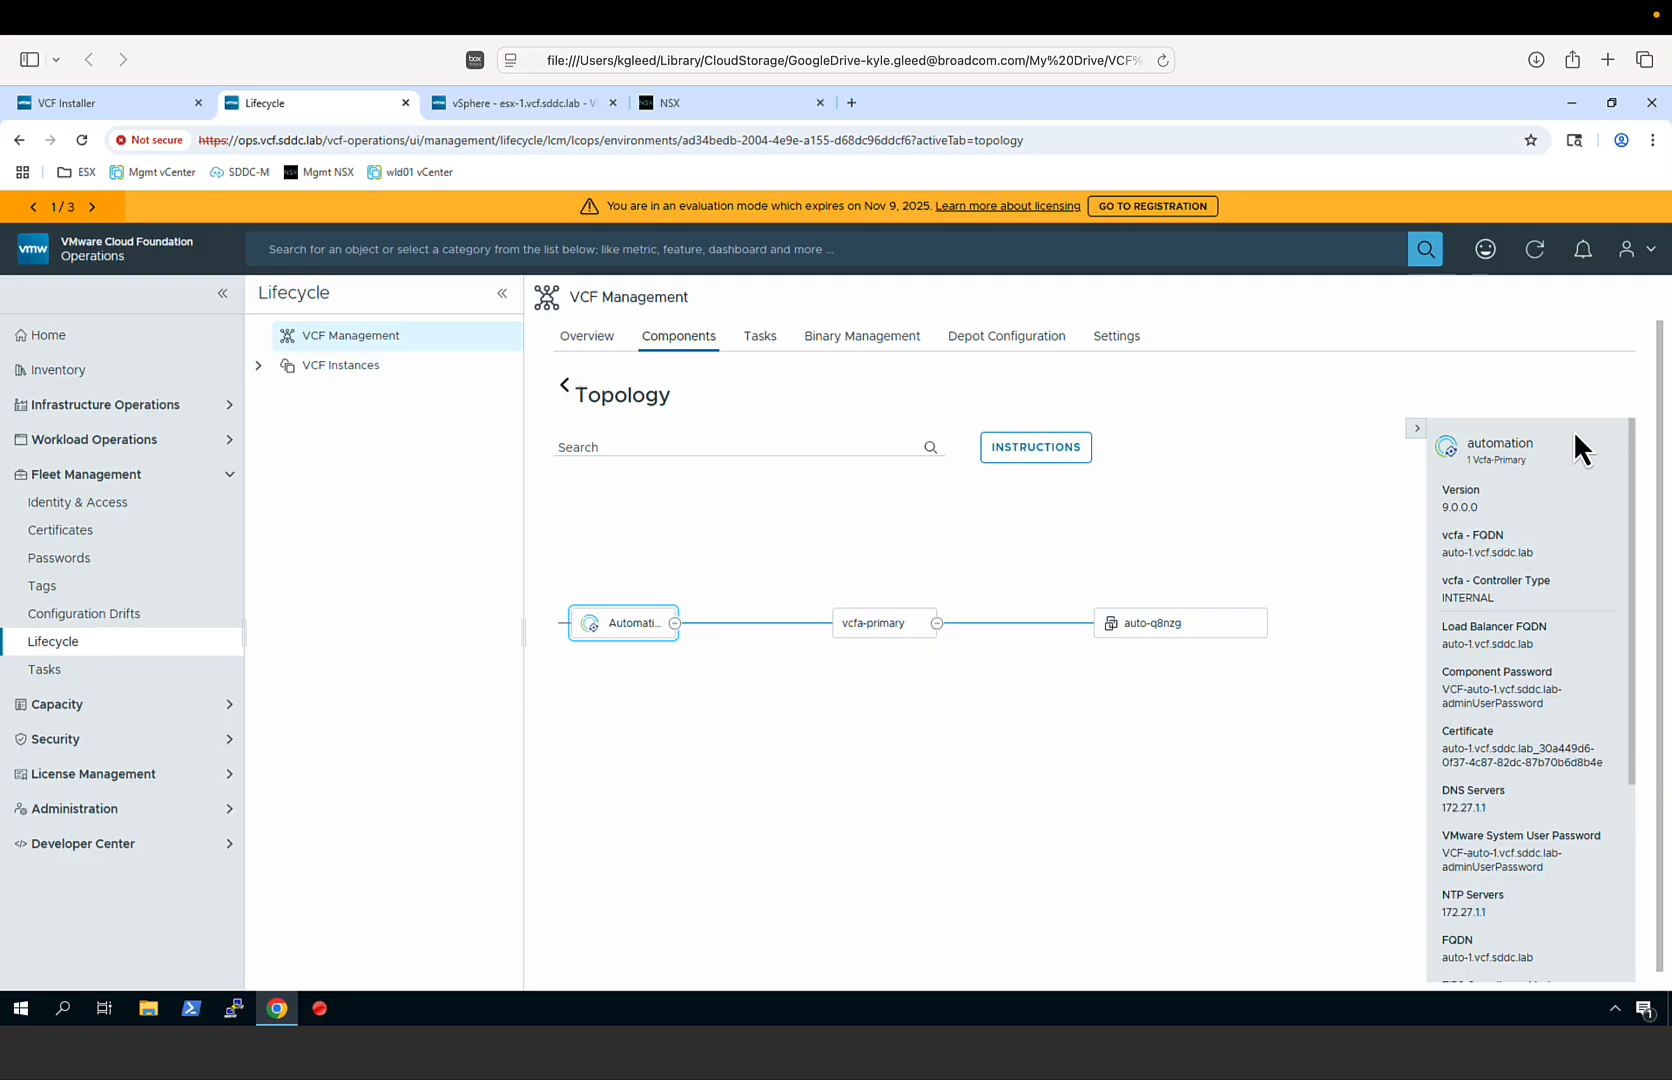 box
file:///Users/kgleed/Library/CloudStorage/GoogleDrive-kyle.gleed@broadcom.com/My%20Drive/VCF%
VCF Installer
Lifecycle
vSphere - esx-1.vcf.sddc.lab - V
NSX
NSX
Not secure
https://ops.vcf.sddc.lab/vcf-operations/ui/management/lifecycle/lcm/lcops/environments/ad34bedb-2004-4e9e-a155-d68dc96ddcf6?activeTab=topology
ESX
Mgmt vCenter
SDDC-M
Mgmt NSX
wld01 vCenter
1 / 3
You are in an evaluation mode which expires on Nov 9, 2025. Learn more about licensing
GO TO REGISTRATION
vmw
VMware Cloud Foundation
Operations
Search for an object or select a category from the list below; like metric, feature, dashboard and more ...
Home
Inventory
Infrastructure Operations
Workload Operations
Fleet Management
Identity & Access
Certificates
Passwords
Tags
Configuration Drifts
Lifecycle
Tasks
Capacity
Security
License Management
Administration
Developer Center
Lifecycle
VCF Management
VCF Instances
VCF Management
Overview
Components
Tasks
Binary Management
Depot Configuration
Settings
Topology
Search
INSTRUCTIONS
Automati...
vcfa-primary
auto-q8nzg
automation
1 Vcfa-Primary
Version
9.0.0.0
vcfa - FQDN
auto-1.vcf.sddc.lab
vcfa - Controller Type
INTERNAL
Load Balancer FQDN
auto-1.vcf.sddc.lab
Component Password
VCF-auto-1.vcf.sddc.lab-
adminUserPassword
Certificate
auto-1.vcf.sddc.lab_30a449d6-
0f37-4c87-82dc-87b70b6d8b4e
DNS Servers
172.27.1.1
VMware System User Password
VCF-auto-1.vcf.sddc.lab-
adminUserPassword
NTP Servers
172.27.1.1
FQDN
auto-1.vcf.sddc.lab
1